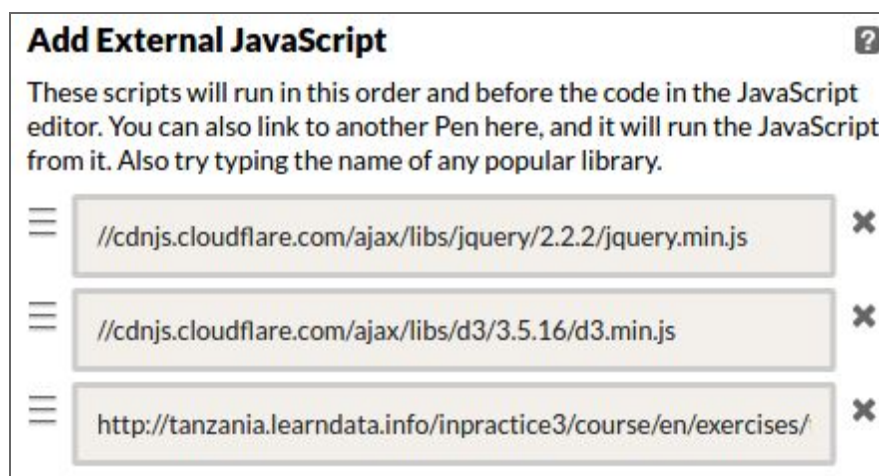 Add External JavaScript
?
These scripts will run in this order and before the code in the JavaScript
editor. You can also link to another Pen here, and it will run the JavaScript
from it. Also try typing the name of any popular library.
//cdnjs.cloudflare.com/ajax/libs/jquery/2.2.2/jquery.min.js
//cdnjs.cloudflare.com/ajax/libs/d3/3.5.16/d3.min.js
http://tanzania.learndata.info/inpractice3/course/en/exercises/